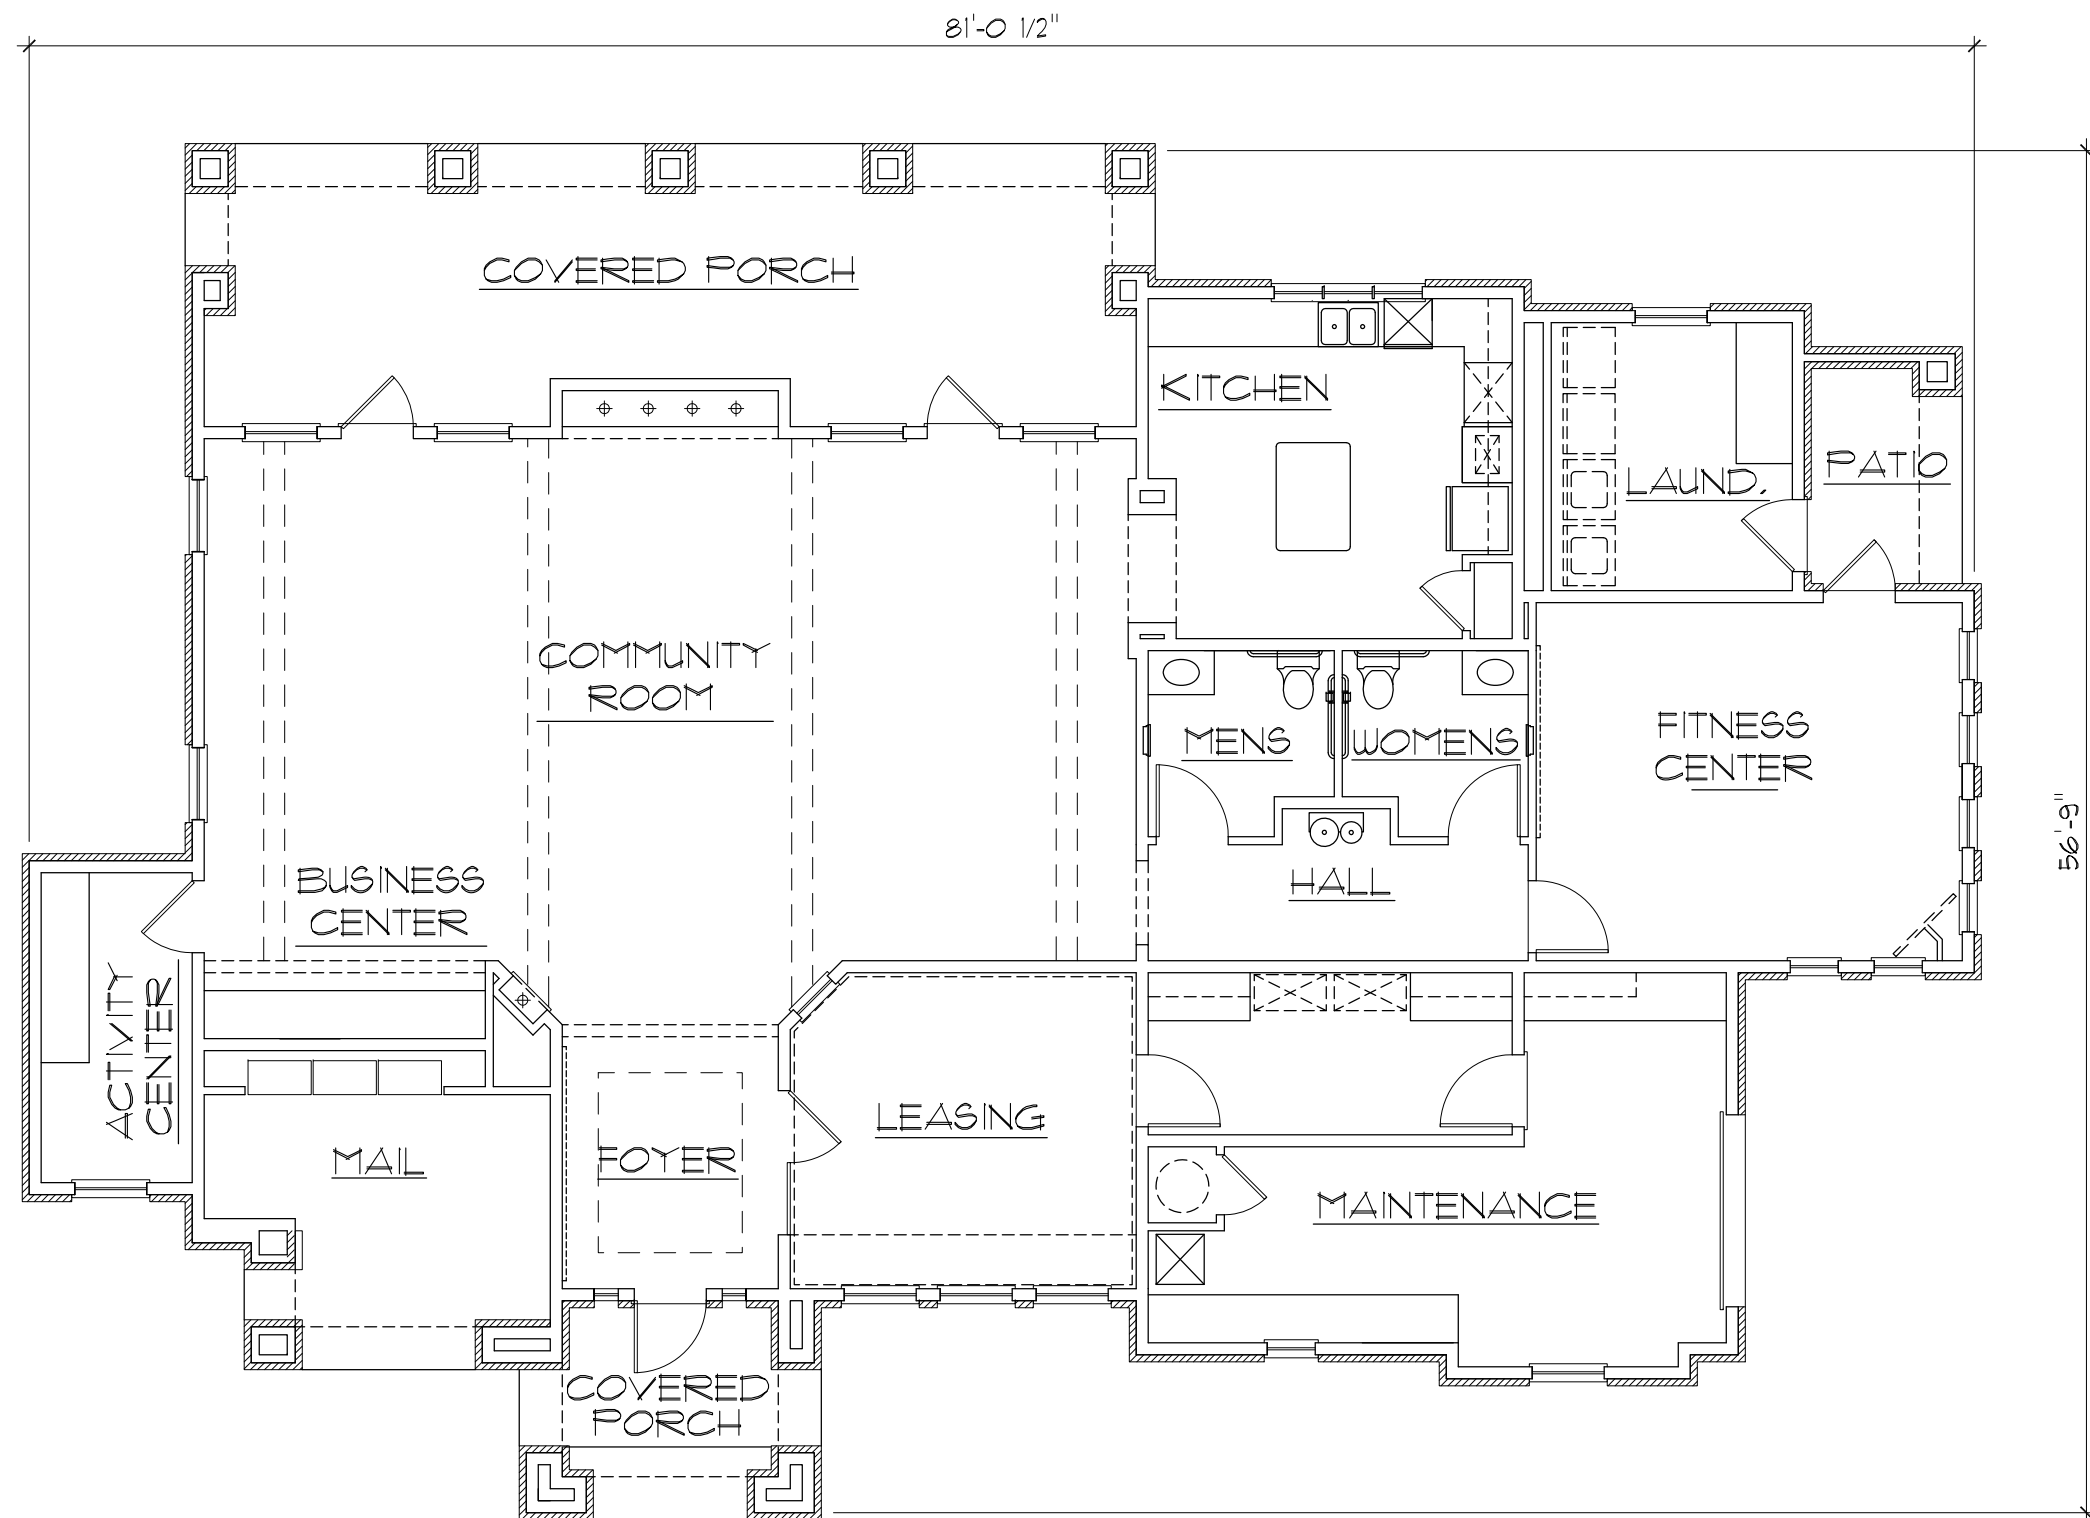 81'-0 1/2"
COVERED PORCH
KITCHEN
LAUND.
PATIO
COMMUNITY
ROOM
MENS
WOMENS
FITNESS
CENTER
56'-9"
BUSINESS
CENTER
HALL
ACTIVITY
CENTER
LEASING
MAIL
FOYER
MAINTENANCE
COVERED
PORCH